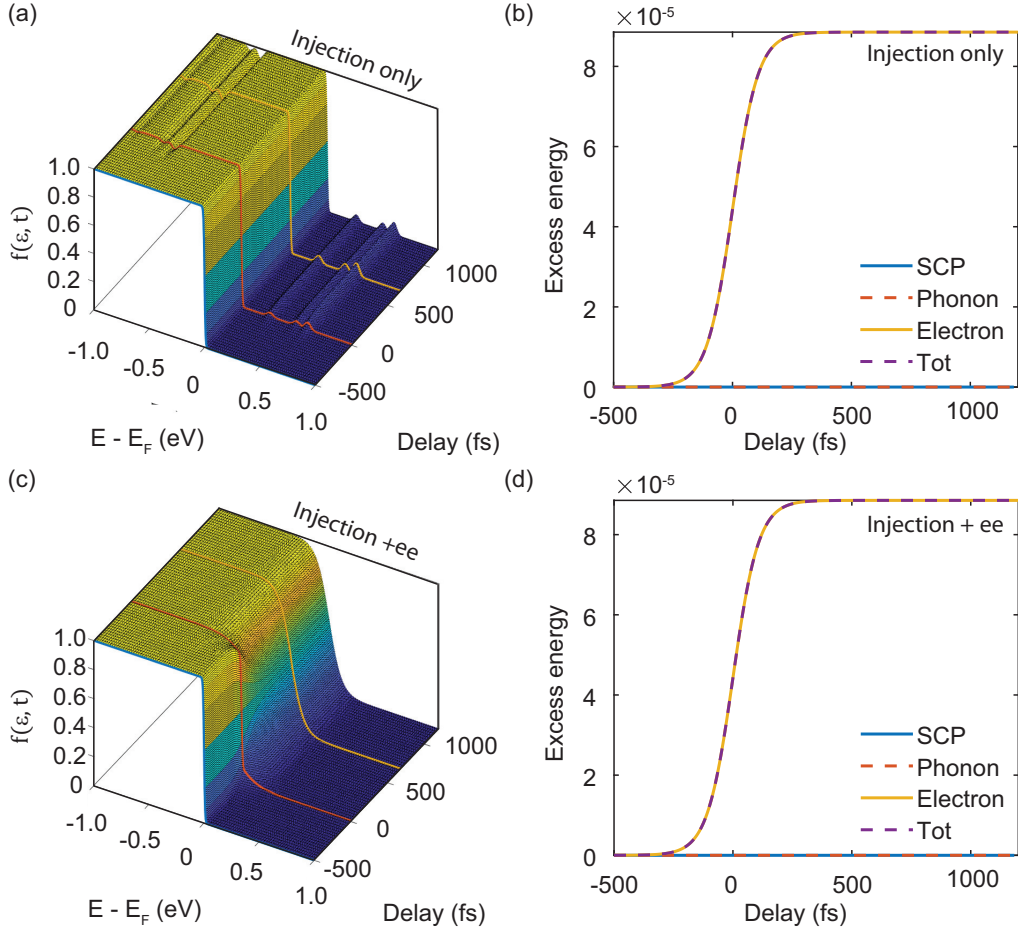 (a)
Injection only
1.0
0.8
0.6
0.4
0.2
0
f(ε, t)
-1.0
-0.5
0
0.5
1.0
E - E_F (eV)
-500
0
500
1000
Delay (fs)
(b)
×10⁻⁵
Injection only
8
6
4
2
0
Excess energy
SCP
Phonon
Electron
Tot
-500 0 500 1000
Delay (fs)
(c)
Injection +ee
1.0
0.8
0.6
0.4
0.2
0
f(ε, t)
-1.0
-0.5
0
0.5
1.0
E - E_F (eV)
-500
0
500
1000
Delay (fs)
(d)
×10⁻⁵
Injection + ee
8
6
4
2
0
Excess energy
SCP
Phonon
Electron
Tot
-500 0 500 1000
Delay (fs)